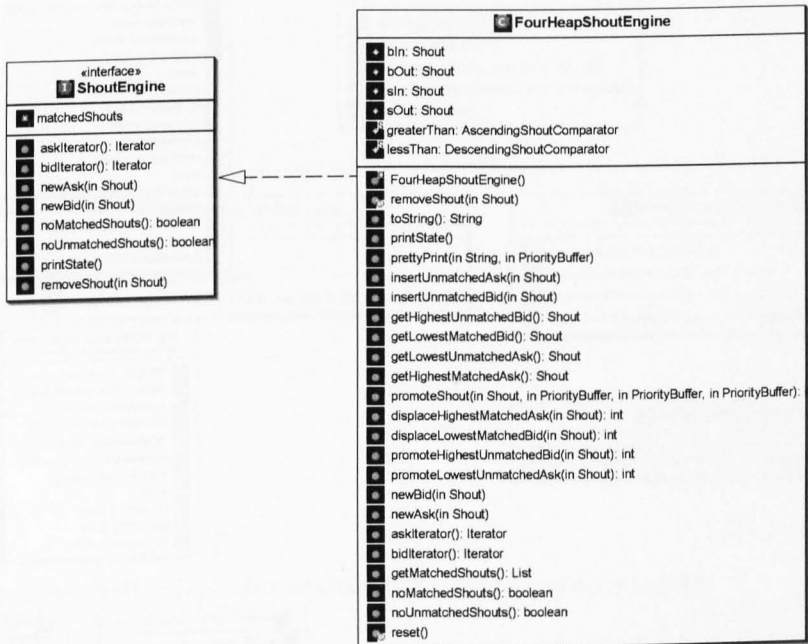 «interface»
ShoutEngine
matchedShouts
askIterator(): Iterator
bidIterator(): Iterator
newAsk(in Shout)
newBid(in Shout)
noMatchedShouts(): boolean
noUnmatchedShouts(): boolean
printState()
removeShout(in Shout)
FourHeapShoutEngine
bIn: Shout
bOut: Shout
sIn: Shout
sOut: Shout
greaterThan: AscendingShoutComparator
lessThan: DescendingShoutComparator
FourHeapShoutEngine()
removeShout(in Shout)
toString(): String
printState()
prettyPrint(in String, in PriorityBuffer)
insertUnmatchedAsk(in Shout)
insertUnmatchedBid(in Shout)
getHighestUnmatchedBid(): Shout
getLowestMatchedBid(): Shout
getLowestUnmatchedAsk(): Shout
getHighestMatchedAsk(): Shout
promoteShout(in Shout, in PriorityBuffer, in PriorityBuffer, in PriorityBuffer):
displaceHighestMatchedAsk(in Shout): int
displaceLowestMatchedBid(in Shout): int
promoteHighestUnmatchedBid(in Shout): int
promoteLowestUnmatchedAsk(in Shout): int
newBid(in Shout)
newAsk(in Shout)
askIterator(): Iterator
bidIterator(): Iterator
getMatchedShouts(): List
noMatchedShouts(): boolean
noUnmatchedShouts(): boolean
reset()